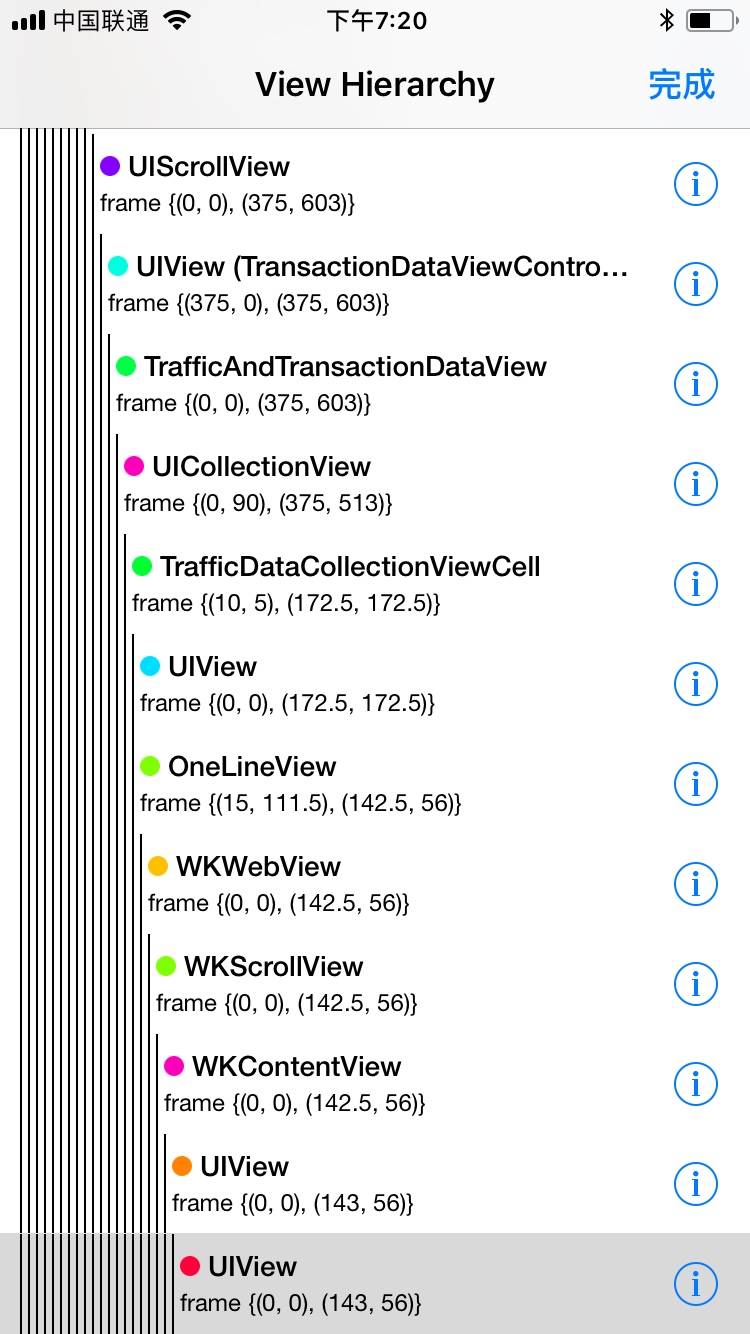 中国联通 下午7:20
View Hierarchy 完成
UIScrollView
frame {(0, 0), (375, 603)}
UIView (TransactionDataViewContro...
frame {(375, 0), (375, 603)}
TrafficAndTransactionDataView
frame {(0, 0), (375, 603)}
UICollectionView
frame {(0, 90), (375, 513)}
TrafficDataCollectionViewCell
frame {(10, 5), (172.5, 172.5)}
UIView
frame {(0, 0), (172.5, 172.5)}
OneLineView
frame {(15, 111.5), (142.5, 56)}
WKWebView
frame {(0, 0), (142.5, 56)}
WKScrollView
frame {(0, 0), (142.5, 56)}
WKContentView
frame {(0, 0), (142.5, 56)}
UIView
frame {(0, 0), (143, 56)}
UIView
frame {(0, 0), (143, 56)}